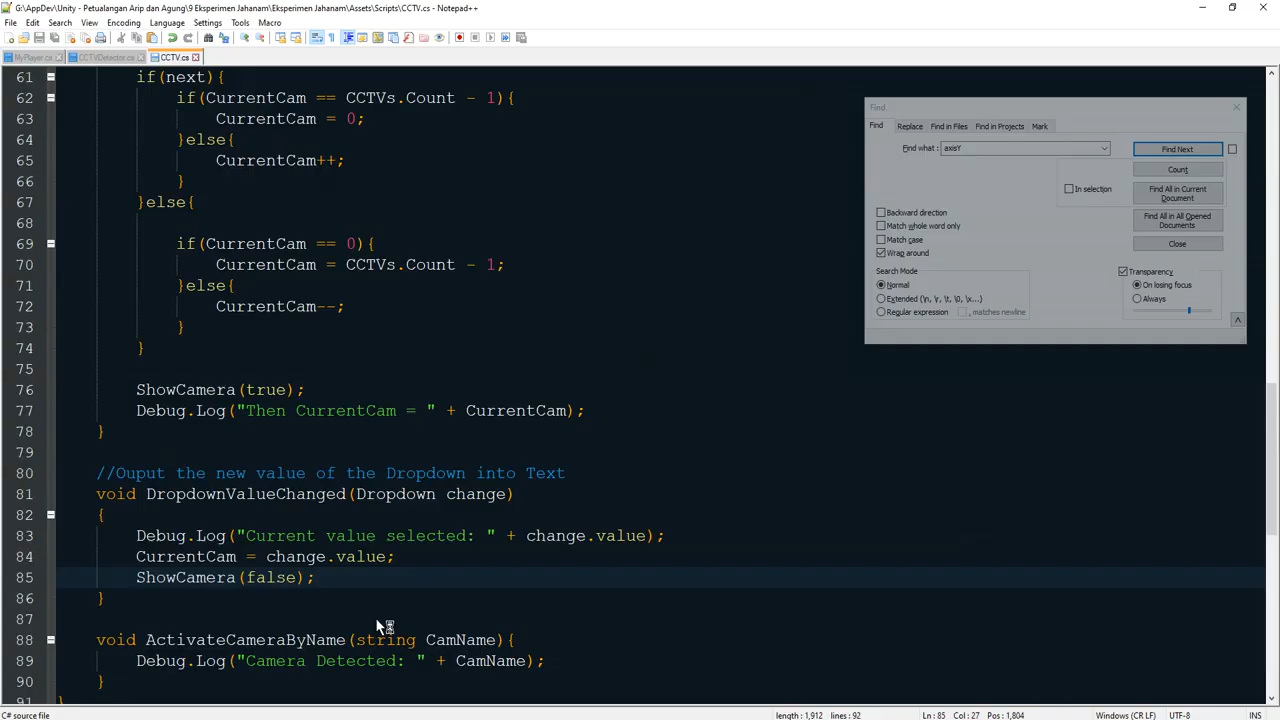 G:\AppDev\Unity - Petualangan Arip dan Agung\9 Eksperimen Jahanam\Eksperimen Jahanam\Assets\Scripts\CCTV.cs - Notepad++
File Edit Search View Encoding Language Settings Tools Macro
MyPlayer.cs CCTVDetector.cs CCTV.cs
61 if(next){
62 if(CurrentCam == CCTVs.Count - 1){
63 CurrentCam = 0;
64 }else{
65 CurrentCam++;
66 }
67 }else{
68
69 if(CurrentCam == 0){
70 CurrentCam = CCTVs.Count - 1;
71 }else{
72 CurrentCam--;
73 }
74 }
75
76 ShowCamera(true);
77 Debug.Log("Then CurrentCam = " + CurrentCam);
78 }
79
80 //Ouput the new value of the Dropdown into Text
81 void DropdownValueChanged(Dropdown change)
82 {
83 Debug.Log("Current value selected: " + change.value);
84 CurrentCam = change.value;
85 ShowCamera(false);
86 }
87
88 void ActivateCameraByName(string CamName){
89 Debug.Log("Camera Detected: " + CamName);
90 }
91 }
Find
Find Replace Find in Files Find in Projects Mark
Find what : axisY Find Next
Count
In selection Find All in Current
Document
Backward direction Find All in All Opened
Match whole word only Documents
Match case Close
Wrap around
Search Mode Transparency
Normal On losing focus
Extended (\n, \r, \t, \0, \x...) Always
Regular expression . matches newline
C# source file length : 1,912 lines : 92 Ln : 85 Col : 27 Pos : 1,804 Windows (CR LF) UTF-8 INS